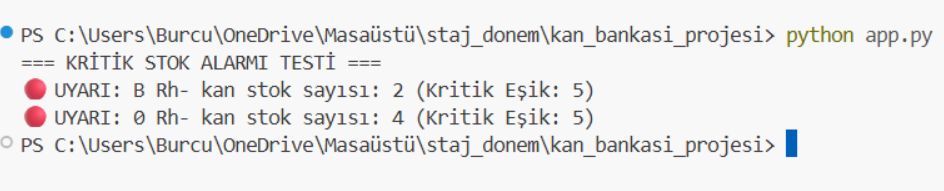 PS C:\Users\Burcu\OneDrive\Masaüstü\staj_donem\kan_bankasi_projesi> python app.py
=== KRİTİK STOK ALARMI TESTİ ===
🔴 UYARI: B Rh- kan stok sayısı: 2 (Kritik Eşik: 5)
🔴 UYARI: 0 Rh- kan stok sayısı: 4 (Kritik Eşik: 5)
PS C:\Users\Burcu\OneDrive\Masaüstü\staj_donem\kan_bankasi_projesi>